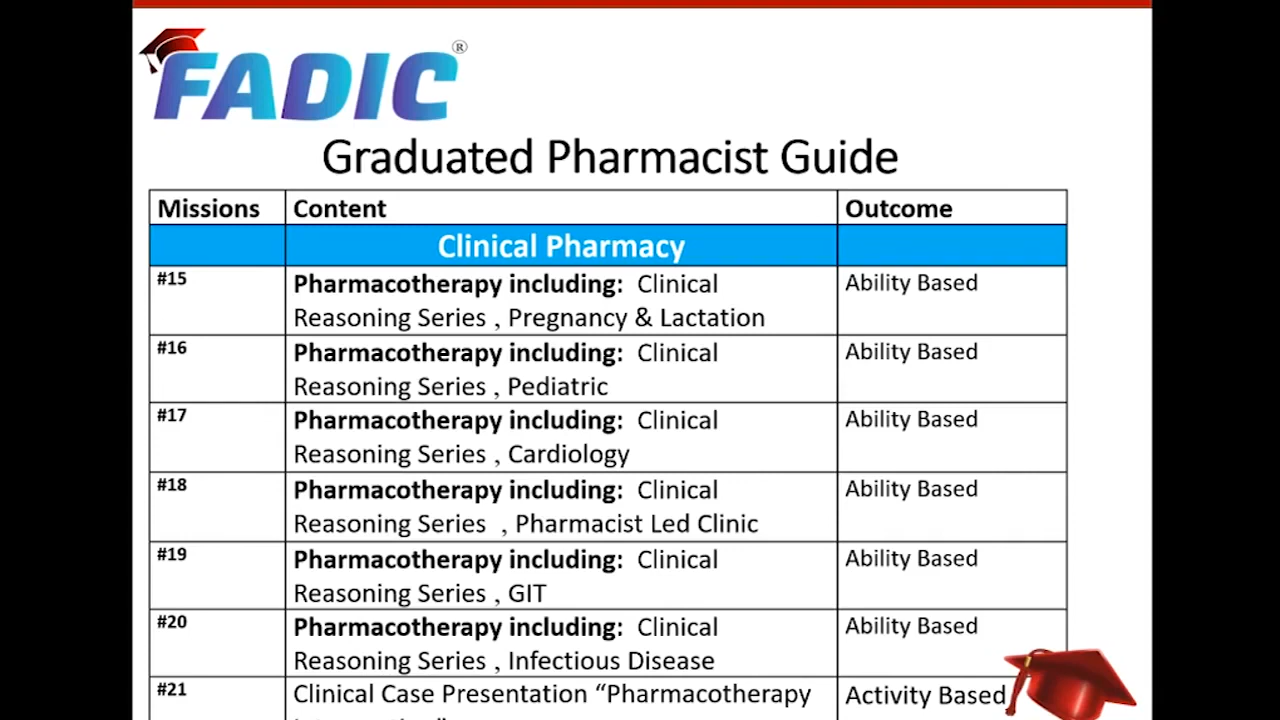 FADIC®
Graduated Pharmacist Guide
Missions Content Outcome
Clinical Pharmacy
#15 Pharmacotherapy including: Clinical Ability Based
Reasoning Series , Pregnancy & Lactation
#16 Pharmacotherapy including: Clinical Ability Based
Reasoning Series , Pediatric
#17 Pharmacotherapy including: Clinical Ability Based
Reasoning Series , Cardiology
#18 Pharmacotherapy including: Clinical Ability Based
Reasoning Series , Pharmacist Led Clinic
#19 Pharmacotherapy including: Clinical Ability Based
Reasoning Series , GIT
#20 Pharmacotherapy including: Clinical Ability Based
Reasoning Series , Infectious Disease
#21 Clinical Case Presentation “Pharmacotherapy Activity Based